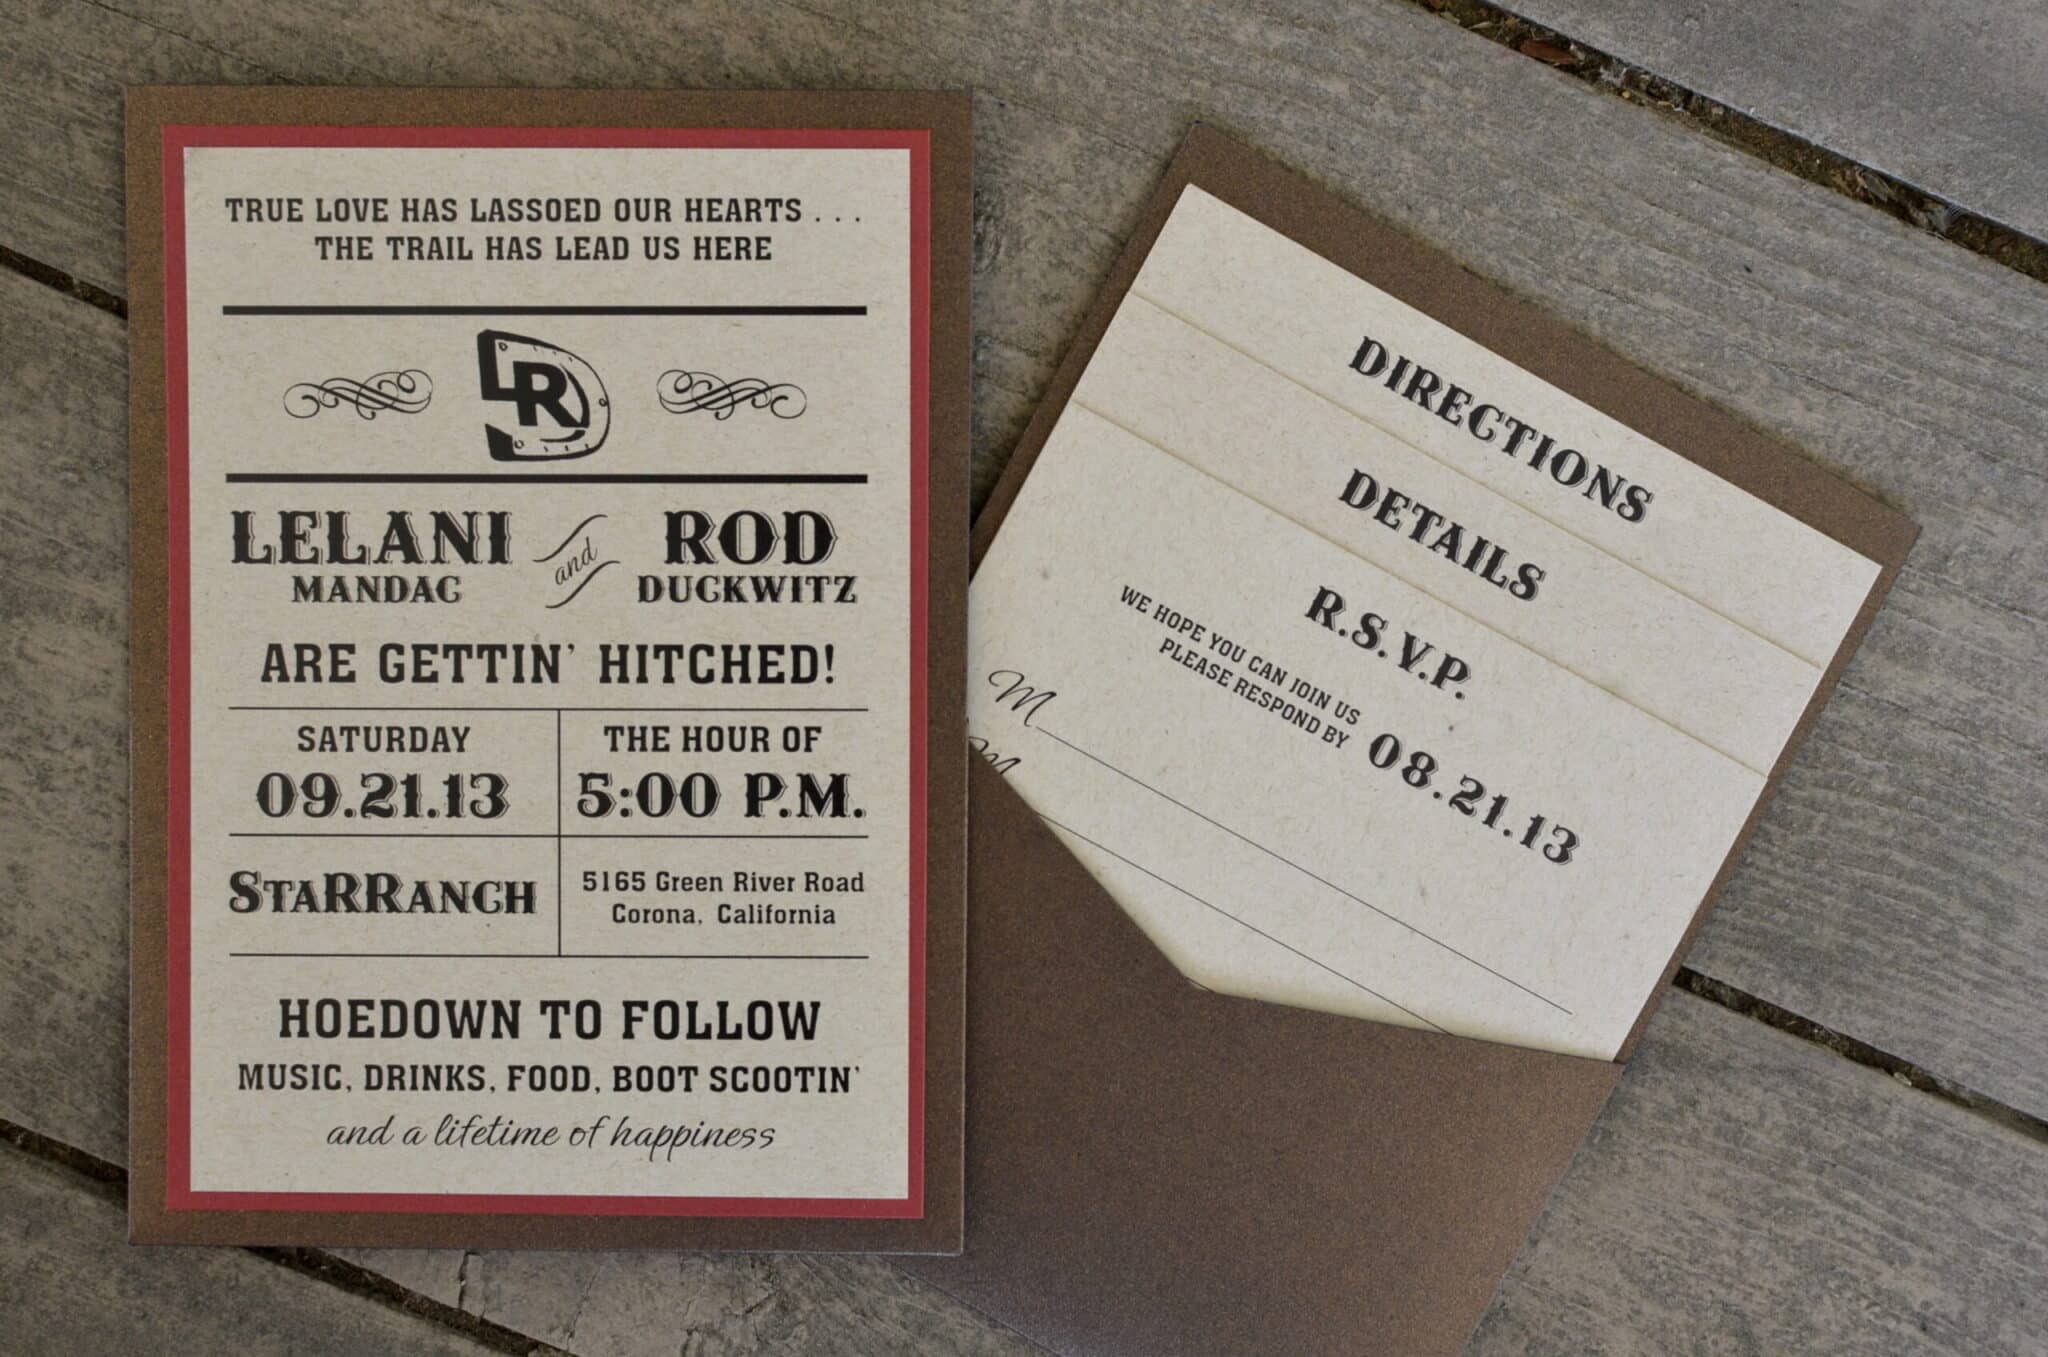 TRUE LOVE HAS LASSOED OUR HEARTS . . .
THE TRAIL HAS LEAD US HERE
LRD
LELANI and ROD
MANDAC DUCKWITZ
ARE GETTIN' HITCHED!
SATURDAY
09.21.13
THE HOUR OF
5:00 P.M.
STARRANCH
5165 Green River Road
Corona, California
HOEDOWN TO FOLLOW
MUSIC, DRINKS, FOOD, BOOT SCOOTIN'
and a lifetime of happiness
DIRECTIONS
DETAILS
R.S.V.P.
WE HOPE YOU CAN JOIN US
PLEASE RESPOND BY
08.21.13
M
M